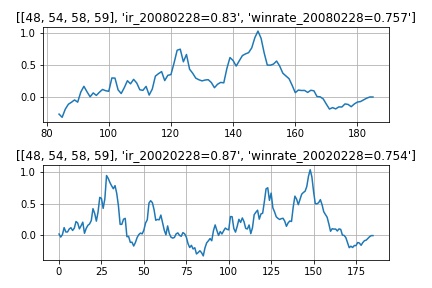 [[48, 54, 58, 59], 'ir_20080228=0.83', 'winrate_20080228=0.757']
1.0
0.5
0.0
80 100 120 140 160 180
[[48, 54, 58, 59], 'ir_20020228=0.87', 'winrate_20020228=0.754']
1.0
0.5
0.0
0 25 50 75 100 125 150 175